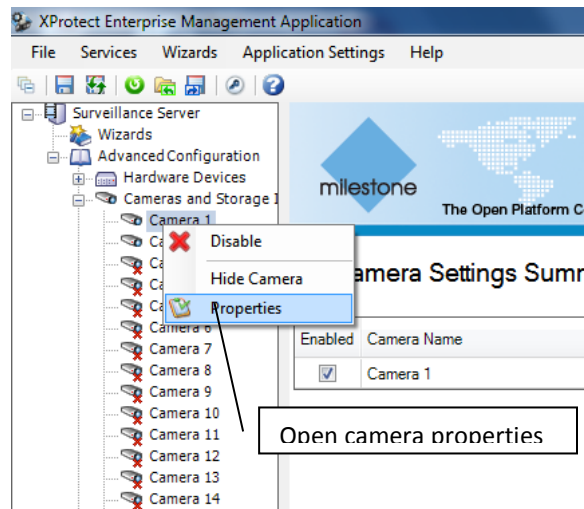 XProtect Enterprise Management Application
File Services Wizards Application Settings Help
Surveillance Server
Wizards
Advanced Configuration
Hardware Devices
Cameras and Storage I
Camera 1
Disable
Hide Camera
Properties
Camera 6
Camera 7
Camera 8
Camera 9
Camera 10
Camera 11
Camera 12
Camera 13
Camera 14
milestone
The Open Platform C
amera Settings Summ
Enabled Camera Name
Camera 1
Open camera properties